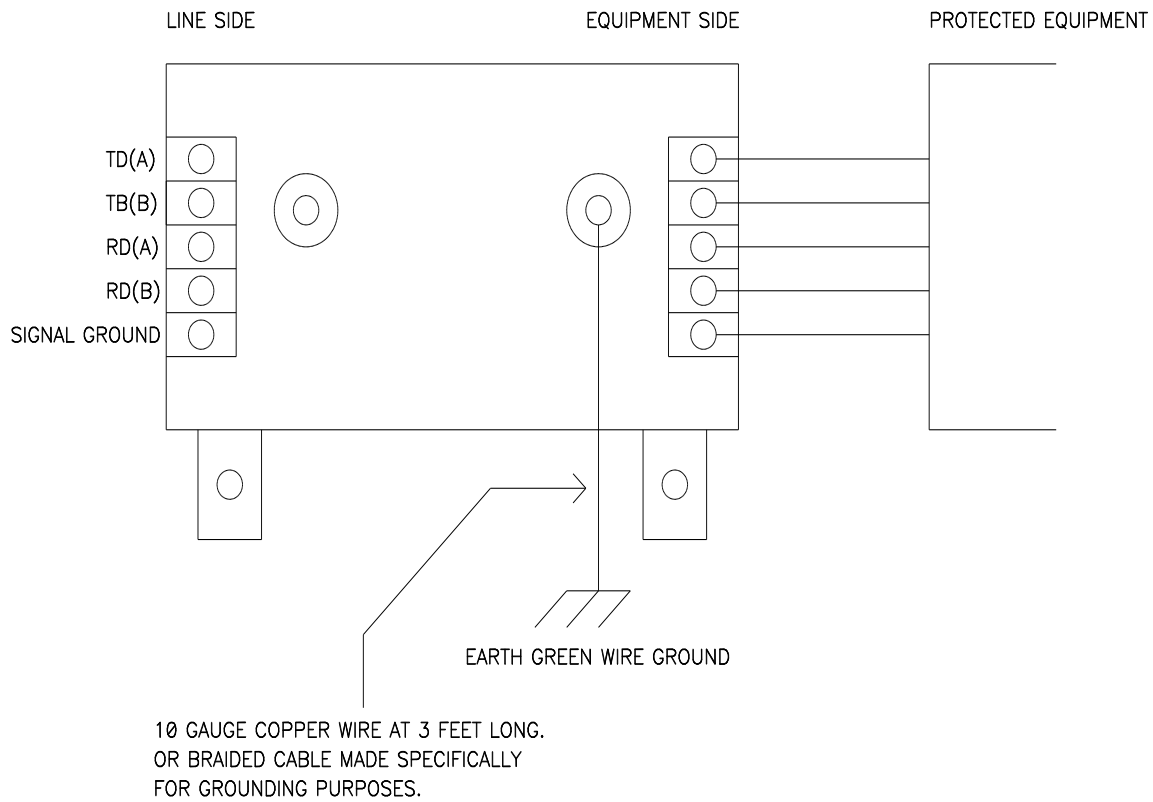 LINE SIDE
EQUIPMENT SIDE
PROTECTED EQUIPMENT
TD(A)
TB(B)
RD(A)
RD(B)
SIGNAL GROUND
EARTH GREEN WIRE GROUND
10 GAUGE COPPER WIRE AT 3 FEET LONG.
OR BRAIDED CABLE MADE SPECIFICALLY
FOR GROUNDING PURPOSES.